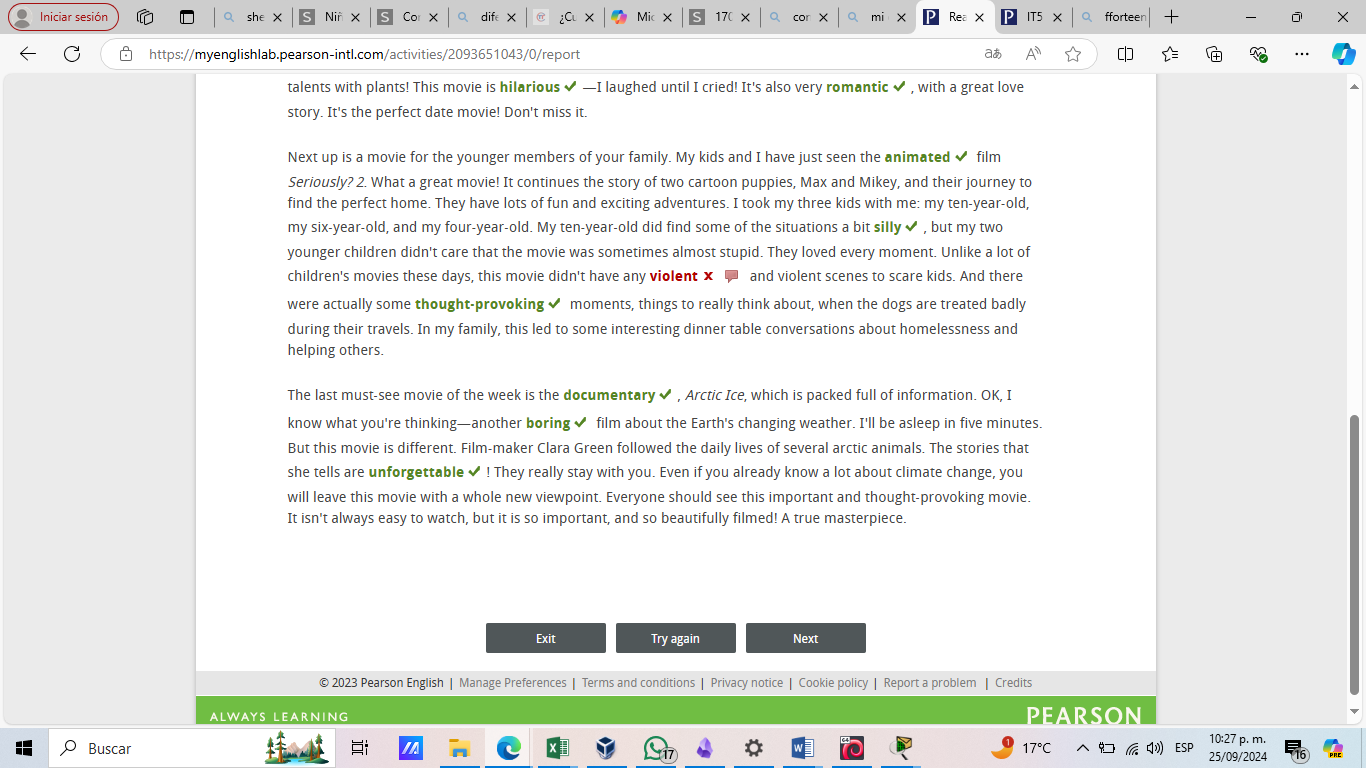 Iniciar sesión
she
Niñ
Cor
dife
¿Cu
Mic
170
cor
mi
Rea
IT5
fforteen
https://myenglishlab.pearson-intl.com/activities/2093651043/0/report
talents with plants! This movie is hilarious —I laughed until I cried! It's also very romantic , with a great love
story. It's the perfect date movie! Don't miss it.
Next up is a movie for the younger members of your family. My kids and I have just seen the animated film
Seriously? 2. What a great movie! It continues the story of two cartoon puppies, Max and Mikey, and their journey to
find the perfect home. They have lots of fun and exciting adventures. I took my three kids with me: my ten-year-old,
my six-year-old, and my four-year-old. My ten-year-old did find some of the situations a bit silly , but my two
younger children didn't care that the movie was sometimes almost stupid. They loved every moment. Unlike a lot of
children's movies these days, this movie didn't have any violent x and violent scenes to scare kids. And there
were actually some thought-provoking moments, things to really think about, when the dogs are treated badly
during their travels. In my family, this led to some interesting dinner table conversations about homelessness and
helping others.
The last must-see movie of the week is the documentary , Arctic Ice, which is packed full of information. OK, I
know what you're thinking—another boring film about the Earth's changing weather. I'll be asleep in five minutes.
But this movie is different. Film-maker Clara Green followed the daily lives of several arctic animals. The stories that
she tells are unforgettable ! They really stay with you. Even if you already know a lot about climate change, you
will leave this movie with a whole new viewpoint. Everyone should see this important and thought-provoking movie.
It isn't always easy to watch, but it is so important, and so beautifully filmed! A true masterpiece.
Exit
Try again
Next
© 2023 Pearson English | Manage Preferences | Terms and conditions | Privacy notice | Cookie policy | Report a problem | Credits
ALWAYS LEARNING
PEARSON
Buscar
17
17°C
ESP
10:27 p. m.
25/09/2024
16